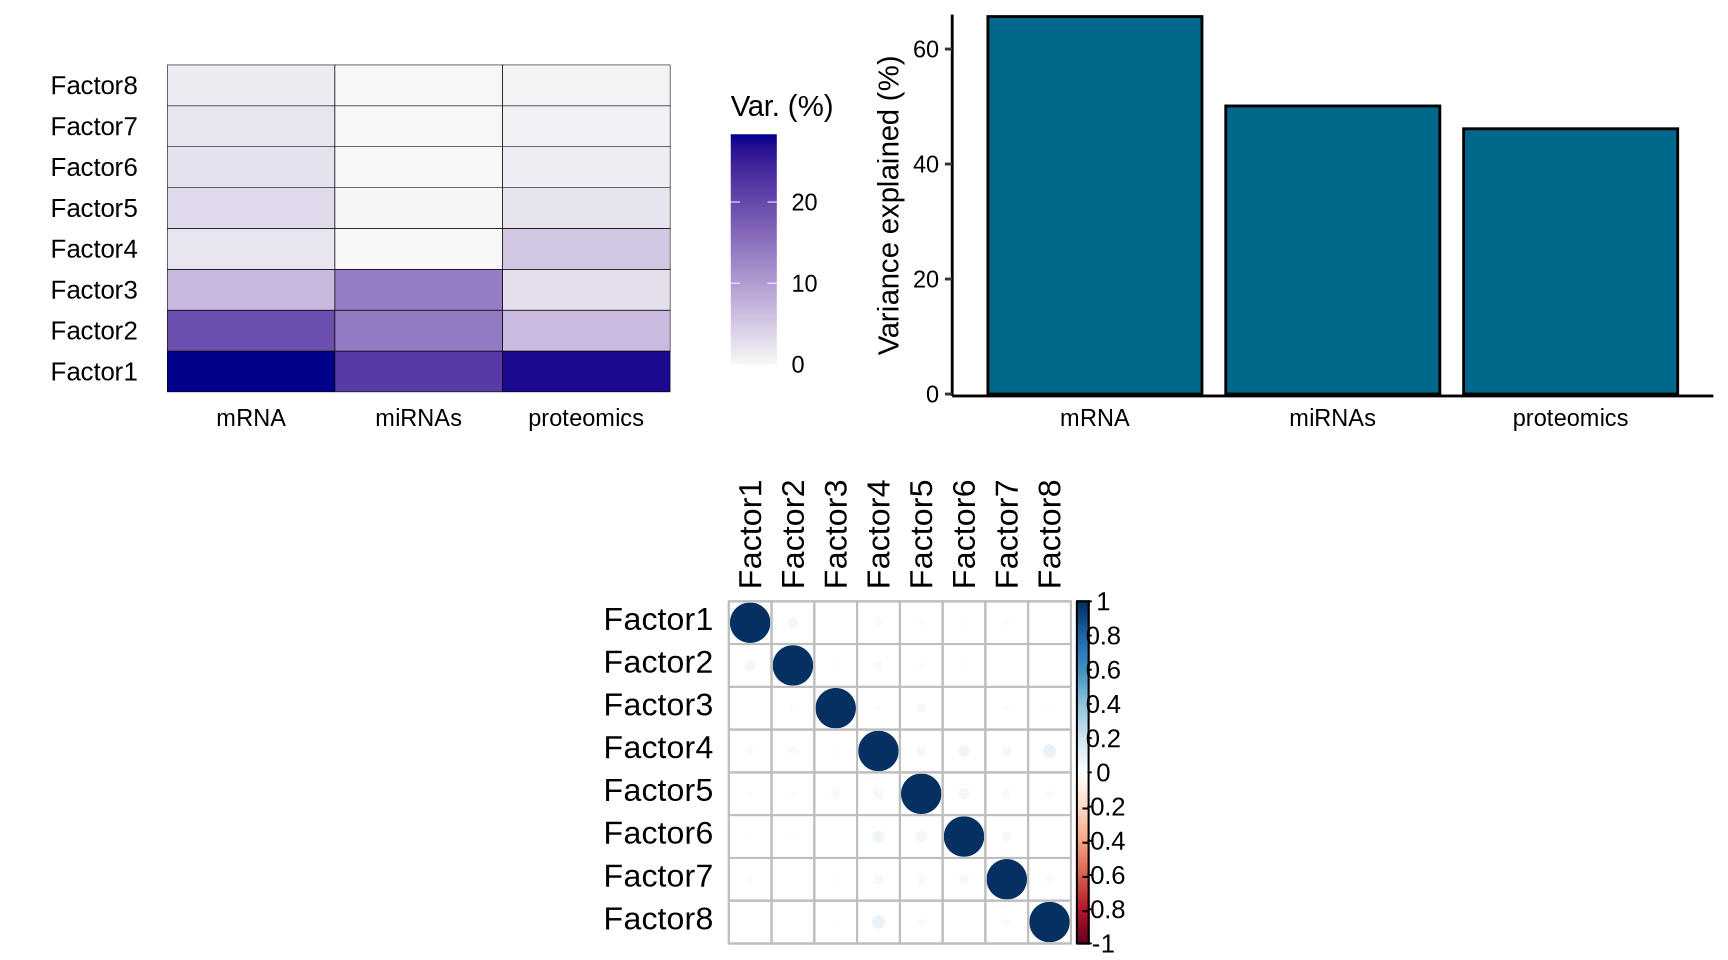 Factor8
Factor7
Factor6
Factor5
Factor4
Factor3
Factor2
Factor1
mRNA miRNAs proteomics
Var. (%)
20
10
0
Variance explained (%)
60
40
20
0
mRNA miRNAs proteomics
Factor1 Factor2 Factor3 Factor4 Factor5 Factor6 Factor7 Factor8
Factor1
Factor2
Factor3
Factor4
Factor5
Factor6
Factor7
Factor8
1
0.8
0.6
0.4
0.2
0
-0.2
-0.4
-0.6
-0.8
-1